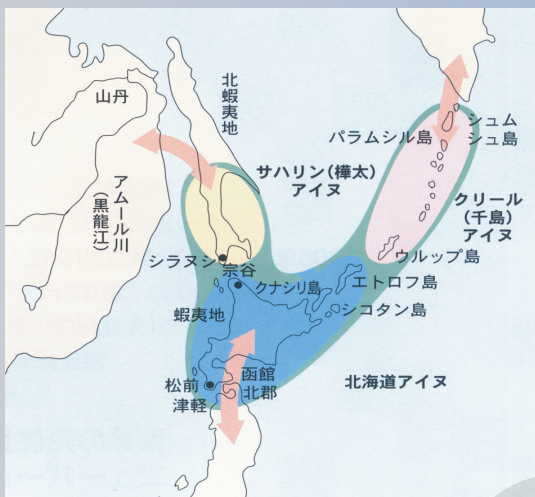 北蝦夷地
山丹
シュム
シュ島
パラムシル島
サハリン(樺太)
アイヌ
クリール
(千島)
アイヌ
アムール川
(黒龍江)
シラヌシ
宗谷
ウルップ島
クナシリ島
エトロフ島
シコタン島
蝦夷地
函館
北郡
松前
津軽
北海道アイヌ